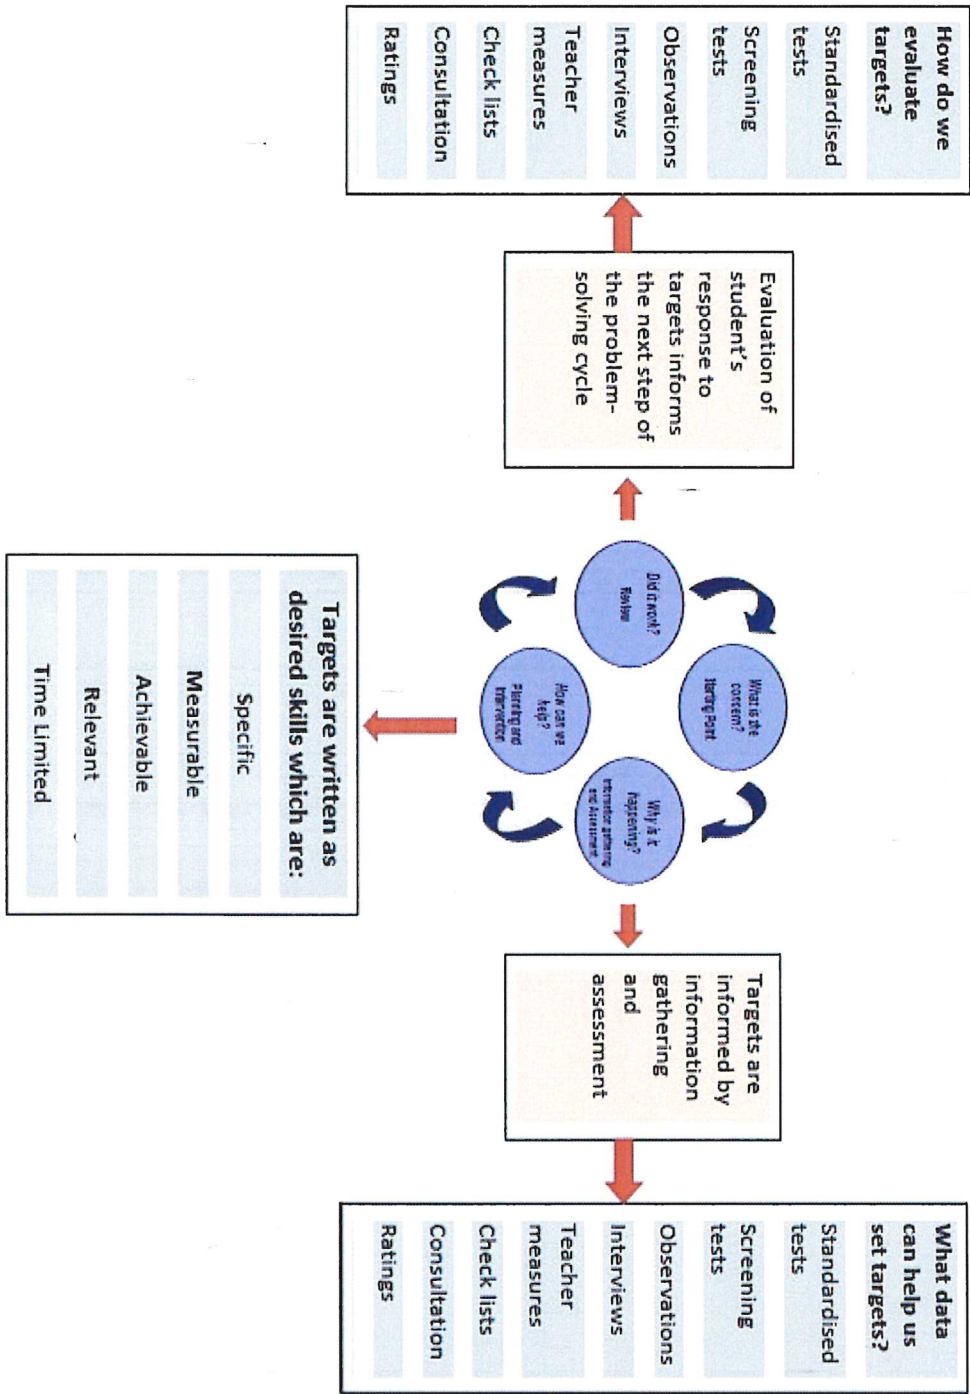 How do we
evaluate
targets?
Standardised
tests
Screening
tests
Observations
Interviews
Teacher
measures
Check lists
Consultation
Ratings
Evaluation of
student's
response to
targets informs
the next step of
the problem-
solving cycle
What is the
concern?
Starting Point
Did it work?
Review
Why is it
happening?
Information gathering
and Assessment
How can we
help?
Planning and
Intervention
Targets are
informed by
information
gathering
and
assessment
What data
can help us
set targets?
Standardised
tests
Screening
tests
Observations
Interviews
Teacher
measures
Check lists
Consultation
Ratings
Targets are written as
desired skills which are:
Specific
Measurable
Achievable
Relevant
Time Limited